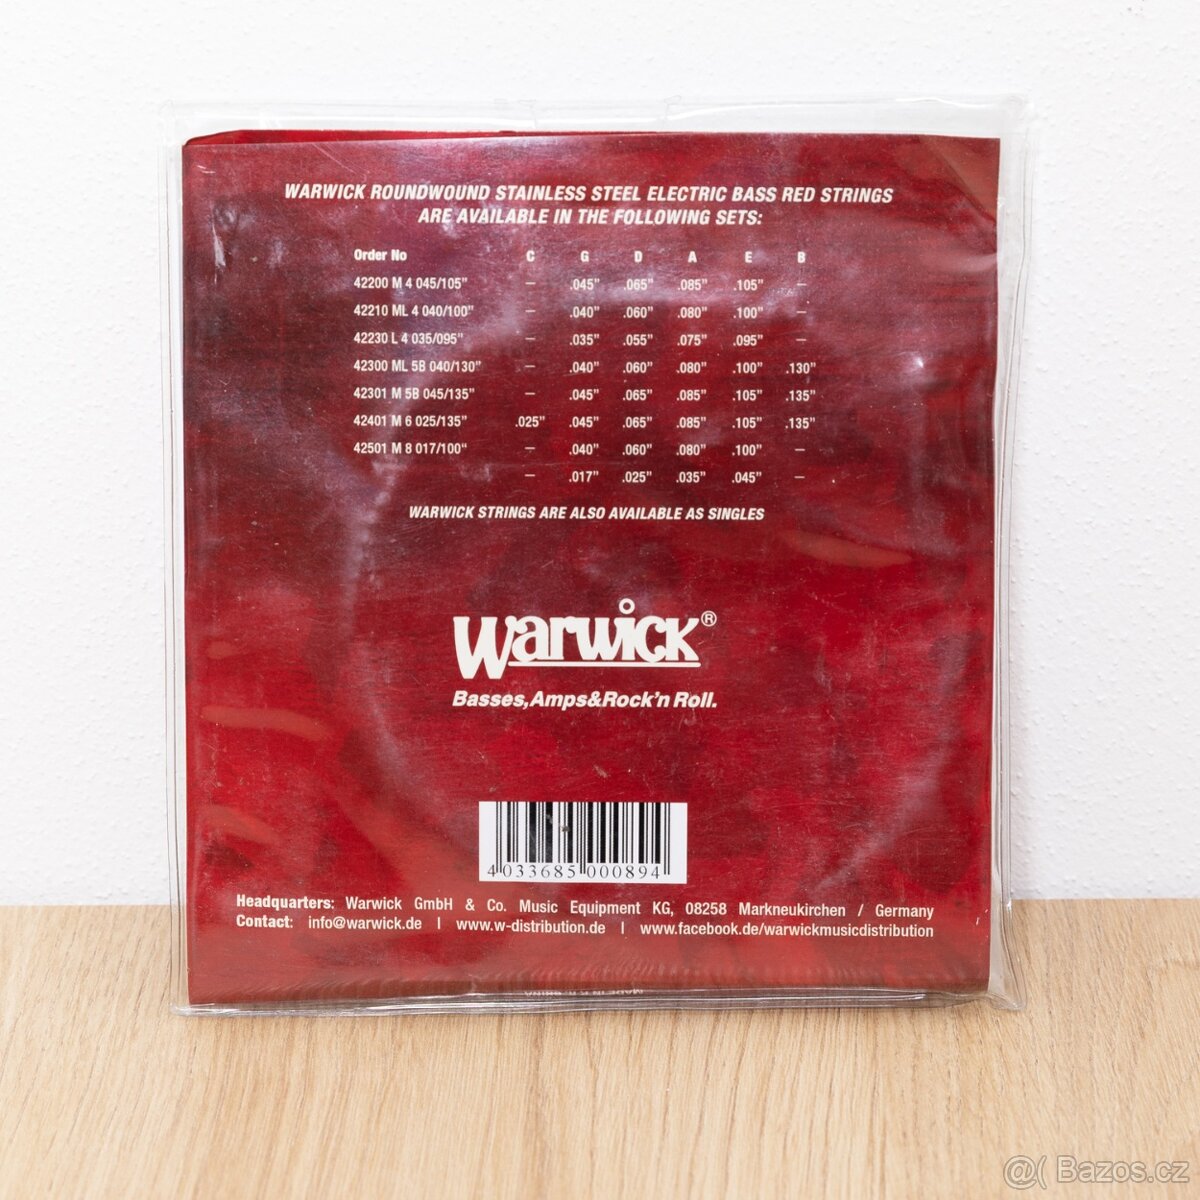 WARWICK ROUNDWOUND STAINLESS STEEL ELECTRIC BASS RED STRINGS
ARE AVAILABLE IN THE FOLLOWING SETS:
Order No C G D A E B
42200 M 4 045/105" – .045" .065" .085" .105" –
42210 ML 4 040/100" – .040" .060" .080" .100" –
42230 L 4 035/095" – .035" .055" .075" .095" –
42300 ML 5B 040/130" – .040" .060" .080" .100" .130"
42301 M 5B 045/135" – .045" .065" .085" .105" .135"
42401 M 6 025/135" .025" .045" .065" .085" .105" .135"
42501 M 8 017/100" – .040" .060" .080" .100" –
– .017" .025" .035" .045" –
WARWICK STRINGS ARE ALSO AVAILABLE AS SINGLES
Warwick®
Basses,Amps&Rock'n Roll.
4 033685 000894
Headquarters: Warwick GmbH & Co. Music Equipment KG, 08258 Markneukirchen / Germany
Contact: info@warwick.de | www.w-distribution.de | www.facebook.de/warwickmusicdistribution
MADE IN P.R. CHINA
@( Bazos.cz